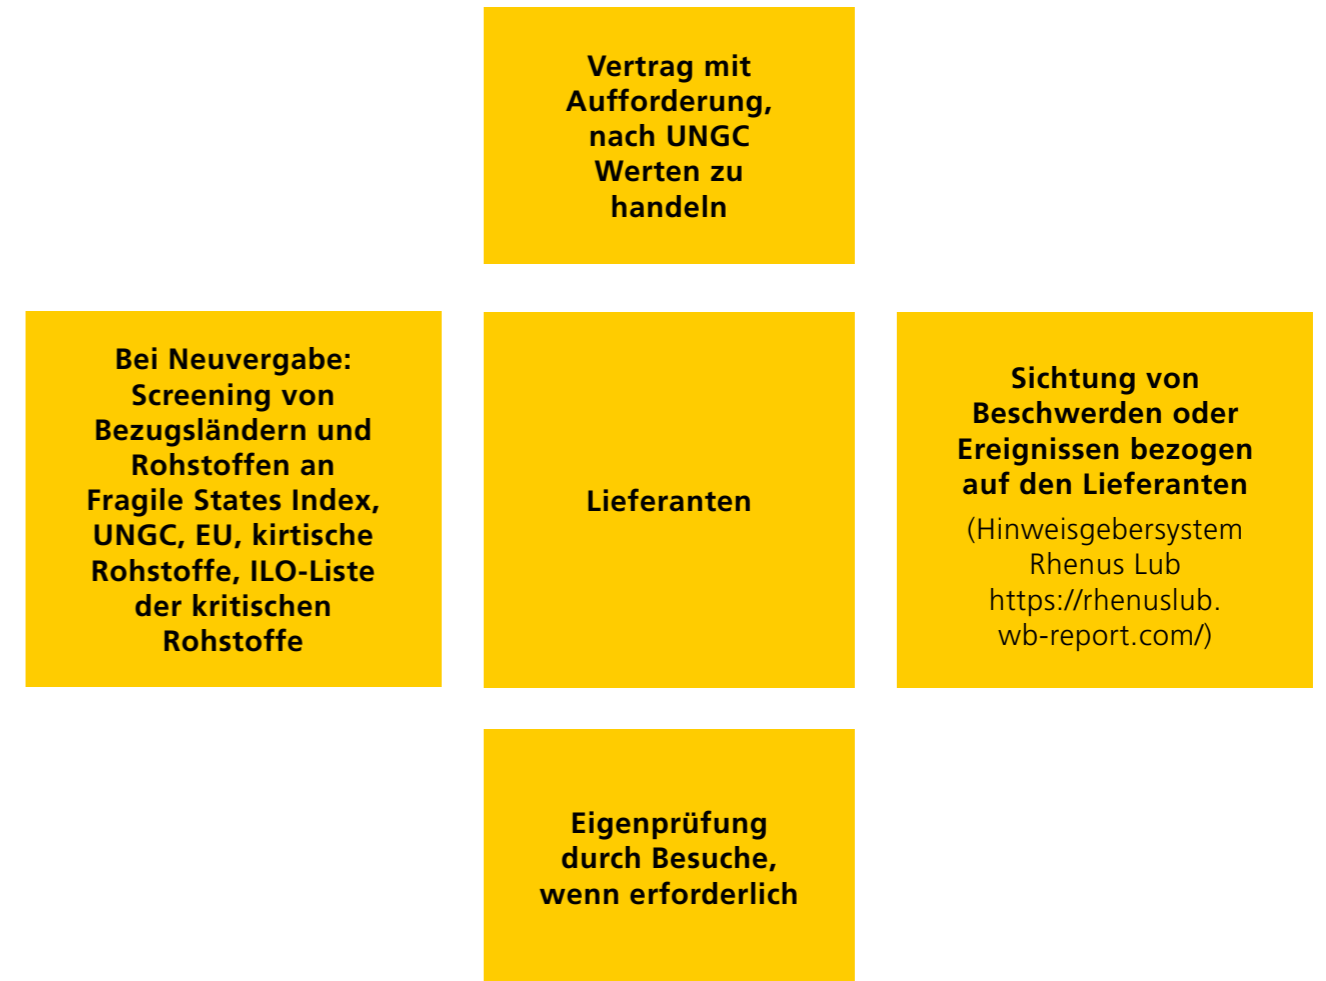 Vertrag mit
Aufforderung,
nach UNGC
Werten zu
handeln
Bei Neuvergabe:
Screening von
Bezugsländern und
Rohstoffen an
Fragile States Index,
UNGC, EU, kirtische
Rohstoffe, ILO-Liste
der kritischen
Rohstoffe
Lieferanten
Sichtung von
Beschwerden oder
Ereignissen bezogen
auf den Lieferanten
(Hinweisgebersystem
Rhenus Lub
https://rhenuslub.
wb-report.com/)
Eigenprüfung
durch Besuche,
wenn erforderlich